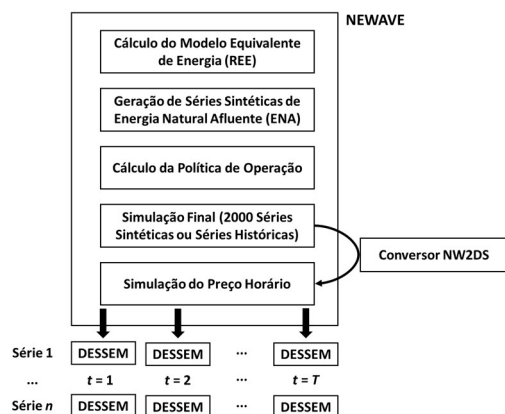 NEWAVE
Cálculo do Modelo Equivalente
de Energia (REE)
Geração de Séries Sintéticas de
Energia Natural Afluente (ENA)
Cálculo da Política de Operação
Simulação Final (2000 Séries
Sintéticas ou Séries Históricas)
Conversor NW2DS
Simulação do Preço Horário
Série 1 DESSEM DESSEM ... DESSEM
... t = 1 t = 2 ... t = T
Série n DESSEM DESSEM DESSEM